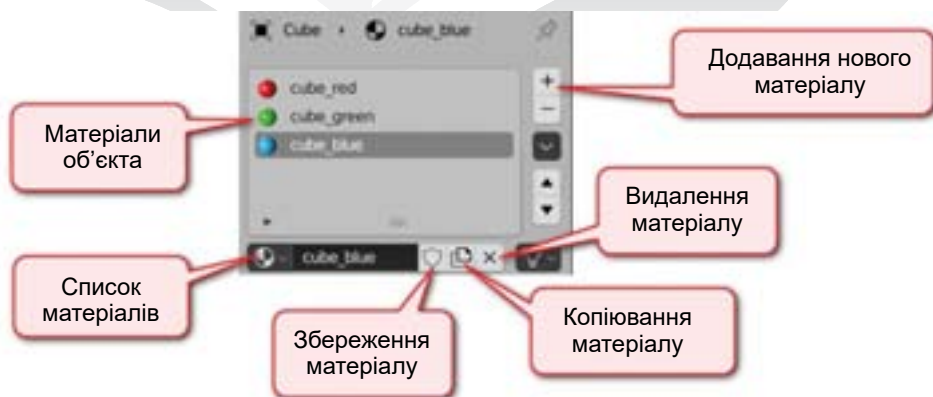 Cube
cube_blue
cube_red
cube_green
cube_blue
cube_blue
Додавання нового
матеріалу
Матеріали
об’єкта
Видалення
матеріалу
Список
матеріалів
Збереження
матеріалу
Копіювання
матеріалу